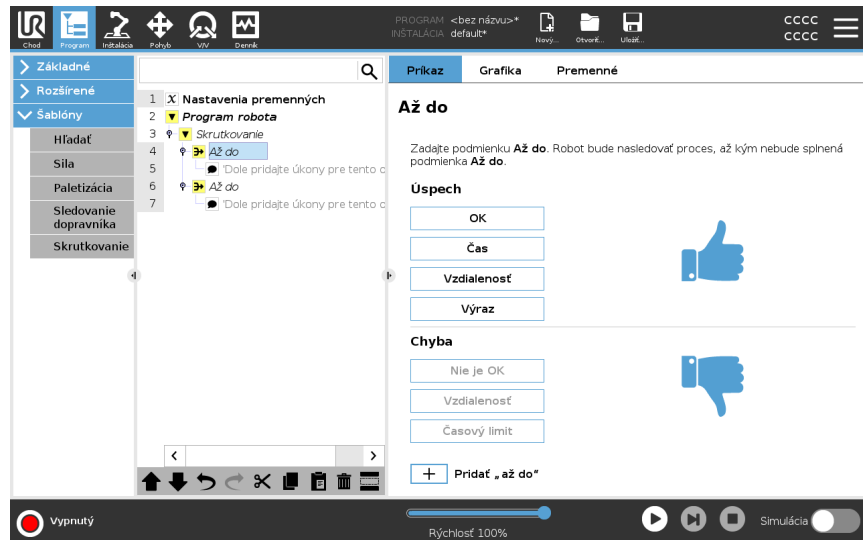 UR
PROGRAM <bez názvu>*
INŠTALÁCIA default*
Chod Program Inštalácia Pohyb V/V Denník
Nový... Otvoriť... Uložiť...
CCCC
CCCC
Základné
Rozšírené
Šablóny
Hľadať
Sila
Paletizácia
Sledovanie
dopravníka
Skrutkovanie
1 X Nastavenia premenných
2 Program robota
3 Skrutkovanie
4 Až do
5 'Dole pridajte úkony pre tento c
6 Až do
7 'Dole pridajte úkony pre tento c
Príkaz Grafika Premenné
Až do
Zadajte podmienku Až do. Robot bude nasledovať proces, až kým nebude splnená
podmienka Až do.
Úspech
OK
Čas
Vzdialenosť
Výraz
Chyba
Nie je OK
Vzdialenosť
Časový limit
+ Pridať „až do“
Vypnutý
Rýchlosť 100%
Simulácia